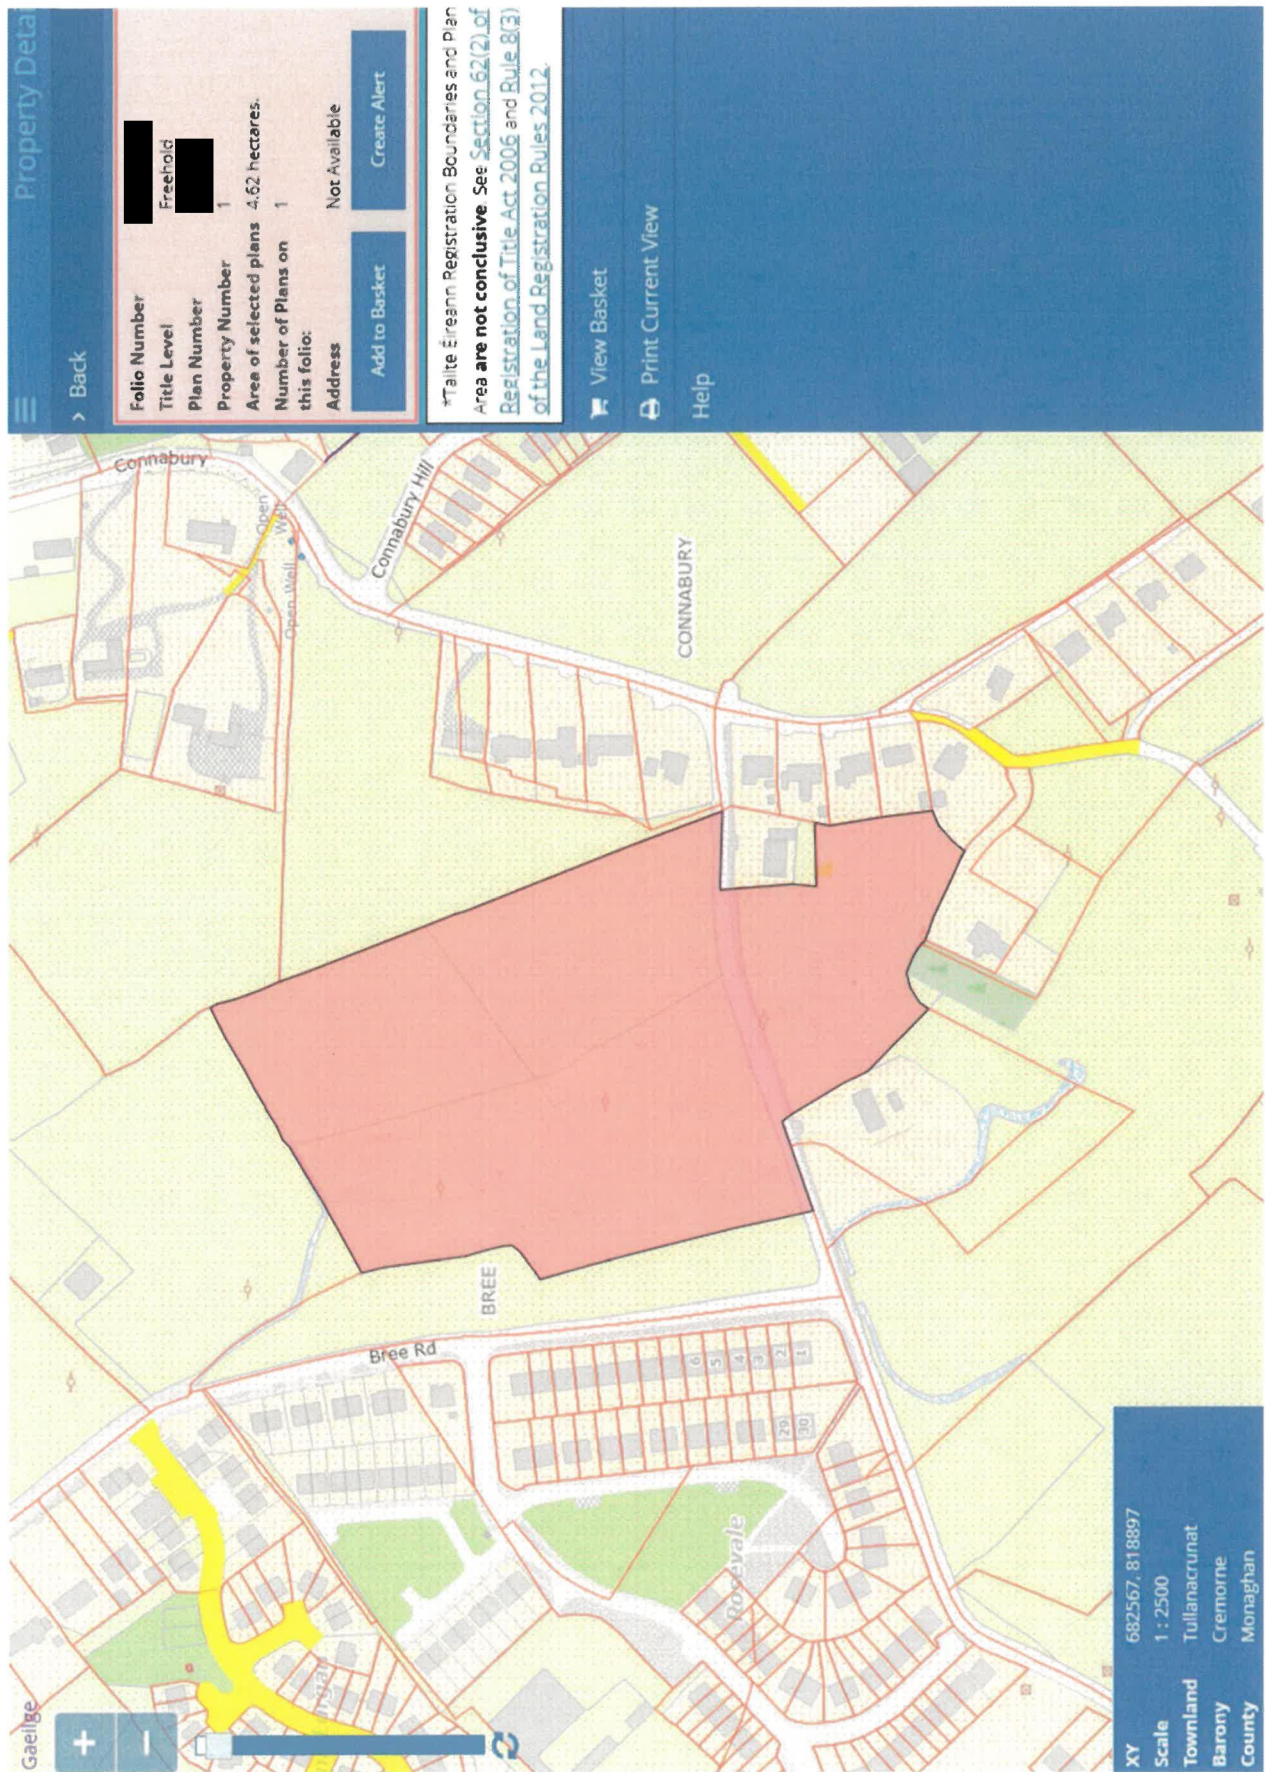 Property Detai
Back
Folio Number
Title Level Freehold
Plan Number
Property Number 1
Area of selected plans 4.62 hectares.
Number of Plans on 1
this folio:
Address Not Available
Add to Basket
Create Alert
*Tailte Éireann Registration Boundaries and Plan
Area are not conclusive. See Section 62(2) of
Registration of Title Act 2006 and Rule 8(3)
of the Land Registration Rules 2012.
View Basket
Print Current View
Help
Gaeilge
+
−
Connabury
Open
Well
Open Well
Connabury Hill
CONNABURY
BREE
Bree Rd
6
5
4
3
2
1
29
30
Rosevale
XY 682567, 818897
Scale 1 : 2500
Townland Tullanacrunat
Barony Cremorne
County Monaghan